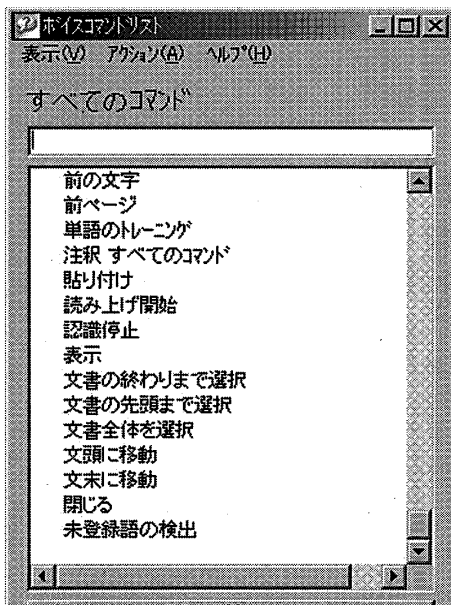 ボイスコマンドリスト
表示(V) アクション(A) ヘルプ(H)
すべてのコマンド
前の文字
前ページ
単語のトレーニング
注釈 すべてのコマンド
貼り付け
読み上げ開始
認識停止
表示
文書の終わりまで選択
文書の先頭まで選択
文書全体を選択
文頭に移動
文末に移動
閉じる
未登録語の検出